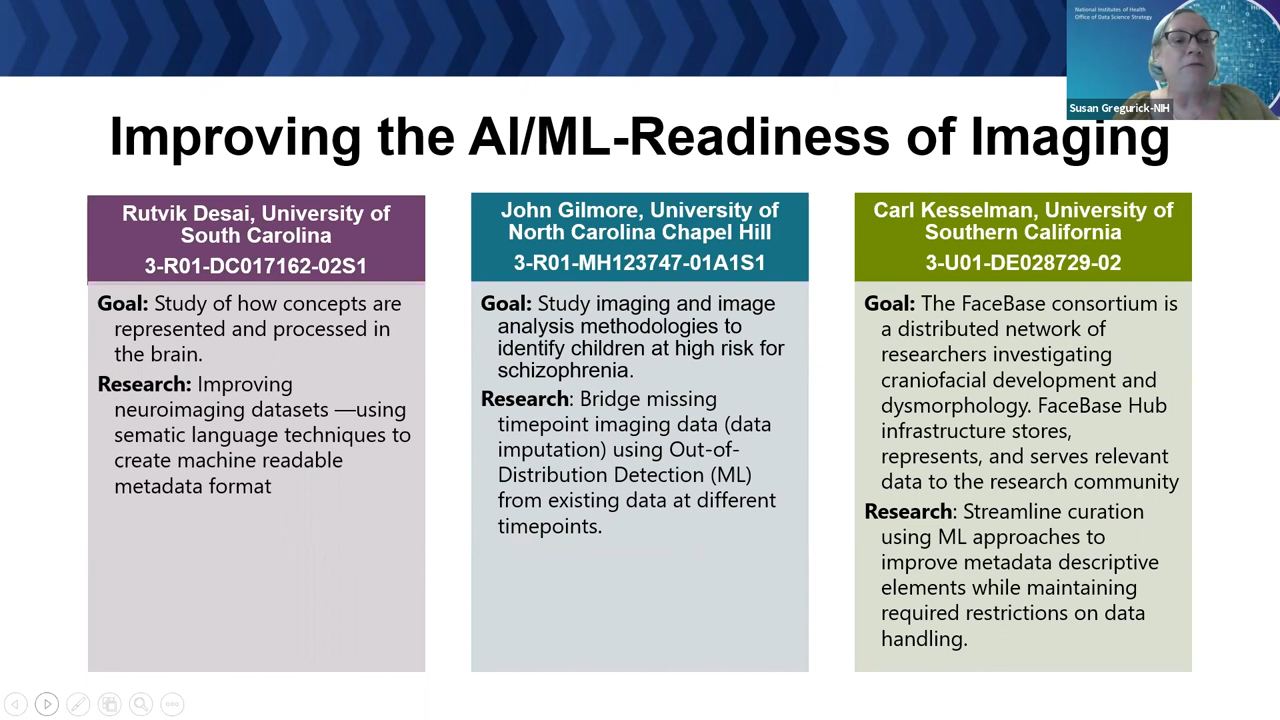 National Institutes of Health
Office of Data Science Strategy
Susan Gregurick-NIH
Improving the AI/ML-Readiness of Imaging
Rutvik Desai, University of
South Carolina
3-R01-DC017162-02S1
Goal: Study of how concepts are
represented and processed in
the brain.
Research: Improving
neuroimaging datasets —using
sematic language techniques to
create machine readable
metadata format
John Gilmore, University of
North Carolina Chapel Hill
3-R01-MH123747-01A1S1
Goal: Study imaging and image
analysis methodologies to
identify children at high risk for
schizophrenia.
Research: Bridge missing
timepoint imaging data (data
imputation) using Out-of-
Distribution Detection (ML)
from existing data at different
timepoints.
Carl Kesselman, University of
Southern California
3-U01-DE028729-02
Goal: The FaceBase consortium is
a distributed network of
researchers investigating
craniofacial development and
dysmorphology. FaceBase Hub
infrastructure stores,
represents, and serves relevant
data to the research community
Research: Streamline curation
using ML approaches to
improve metadata descriptive
elements while maintaining
required restrictions on data
handling.